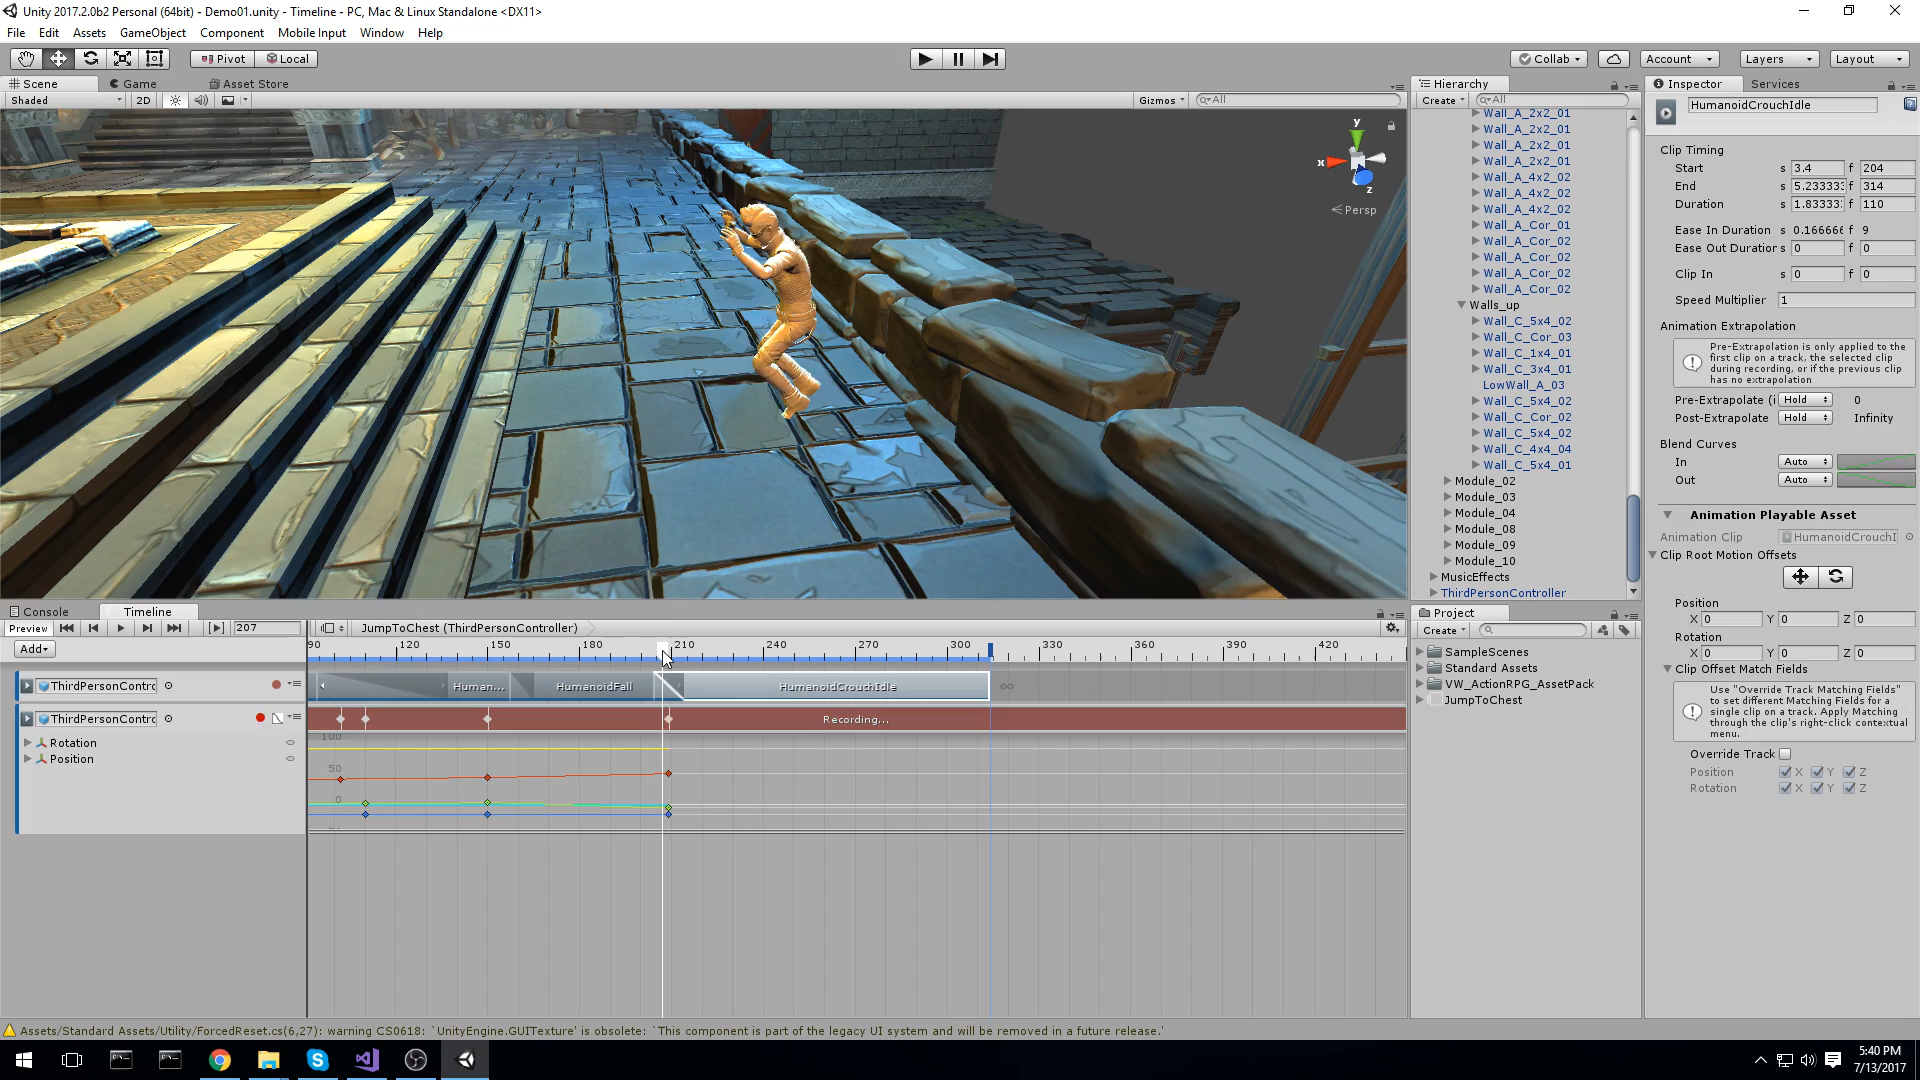 Unity 2017.2.0b2 Personal (64bit) - Demo01.unity - Timeline - PC, Mac & Linux Standalone <DX11>
File Edit Assets GameObject Component Mobile Input Window Help
Pivot Local Collab Account Layers Layout
Scene Game Asset Store
Shaded 2D Gizmos All
y
x
z
Persp
Hierarchy
Create All
Wall_A_2x2_01
Wall_A_2x2_01
Wall_A_2x2_01
Wall_A_2x2_01
Wall_A_4x2_02
Wall_A_4x2_02
Wall_A_4x2_02
Wall_A_Cor_01
Wall_A_Cor_02
Wall_A_Cor_02
Wall_A_Cor_02
Wall_A_Cor_02
Walls_up
Wall_C_5x4_02
Wall_C_Cor_03
Wall_C_1x4_01
Wall_C_3x4_01
LowWall_A_03
Wall_C_5x4_02
Wall_C_Cor_02
Wall_C_5x4_02
Wall_C_4x4_04
Wall_C_5x4_01
Module_02
Module_03
Module_04
Module_08
Module_09
Module_10
MusicEffects
ThirdPersonController
Inspector Services
HumanoidCrouchIdle
Clip Timing
Start s 3.4 f 204
End s 5.233333 f 314
Duration s 1.83333 f 110
Ease In Duration s 0.166666 f 9
Ease Out Duration s 0 f 0
Clip In s 0 f 0
Speed Multiplier 1
Animation Extrapolation
Pre-Extrapolation is only applied to the
first clip on a track, the selected clip
during recording, or if the previous clip
has no extrapolation
Pre-Extrapolate (i Hold 0
Post-Extrapolate Hold Infinity
Blend Curves
In Auto
Out Auto
Animation Playable Asset
Animation Clip HumanoidCrouchI
Clip Root Motion Offsets
Position
X 0 Y 0 Z 0
Rotation
X 0 Y 0 Z 0
Clip Offset Match Fields
Use "Override Track Matching Fields"
to set different Matching Fields for a
single clip on a track. Apply Matching
through the clip's right-click contextual
menu.
Override Track
Position X Y Z
Rotation X Y Z
Console Timeline
Preview 207 JumpToChest (ThirdPersonController)
Add 90 120 150 180 210 240 270 300 330 360 390 420
ThirdPersonContro Human... HumanoidFall HumanoidCrouchIdle
ThirdPersonContro Recording...
Rotation
Position
100
50
0
Project
Create
SampleScenes
Standard Assets
VW_ActionRPG_AssetPack
JumpToChest
Assets/Standard Assets/Utility/ForcedReset.cs(6,27): warning CS0618: `UnityEngine.GUITexture' is obsolete: `This component is part of the legacy UI system and will be removed in a future release.'
5:40 PM
7/13/2017